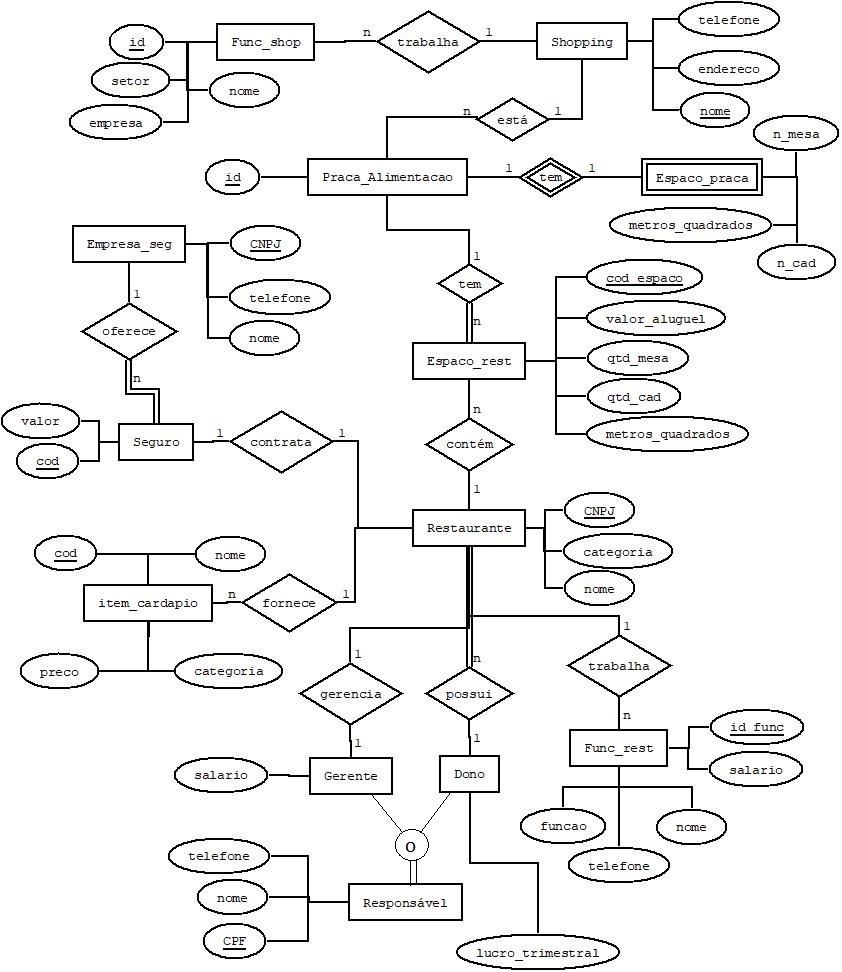 id
Func_shop
n
trabalha
1
Shopping
telefone
setor
nome
endereco
empresa
nome
n
está
1
n_mesa
id
Praca_Alimentacao
1
tem
1
Espaco_praca
metros_quadrados
n_cad
Empresa_seg
CNPJ
telefone
nome
1
tem
n
cod_espaco
valor_aluguel
qtd_mesa
qtd_cad
metros_quadrados
1
oferece
n
Espaco_rest
n
contém
1
valor
cod
Seguro
1
contrata
1
Restaurante
CNPJ
categoria
nome
cod
nome
item_cardapio
n
fornece
1
preco
categoria
1
gerencia
1
n
possui
1
1
trabalha
n
salario
Gerente
Dono
Func_rest
id_func
salario
funcao
nome
telefone
o
telefone
nome
CPF
Responsável
lucro_trimestral